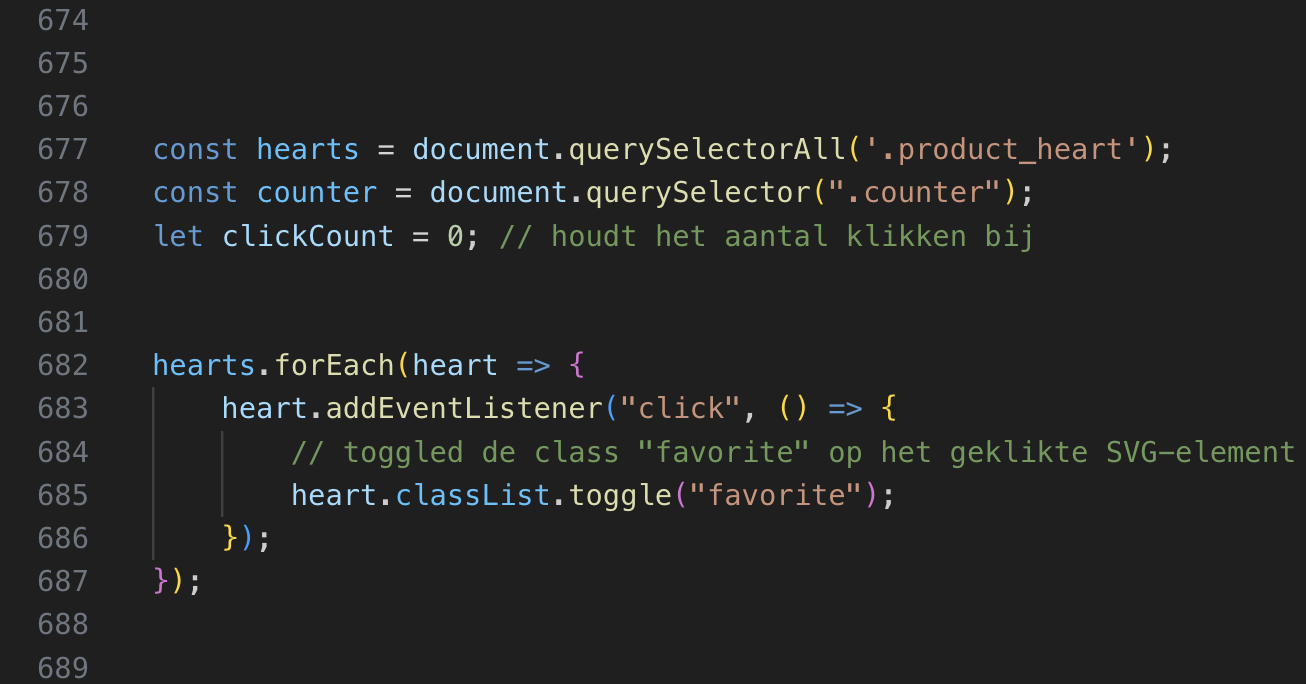 674
675
676
677 const hearts = document.querySelectorAll('.product_heart');
678 const counter = document.querySelector(".counter");
679 let clickCount = 0; // houdt het aantal klikken bij
680
681
682 hearts.forEach(heart => {
683     heart.addEventListener("click", () => {
684         // toggled de class "favorite" op het geklikte SVG-element
685         heart.classList.toggle("favorite");
686     });
687 });
688
689